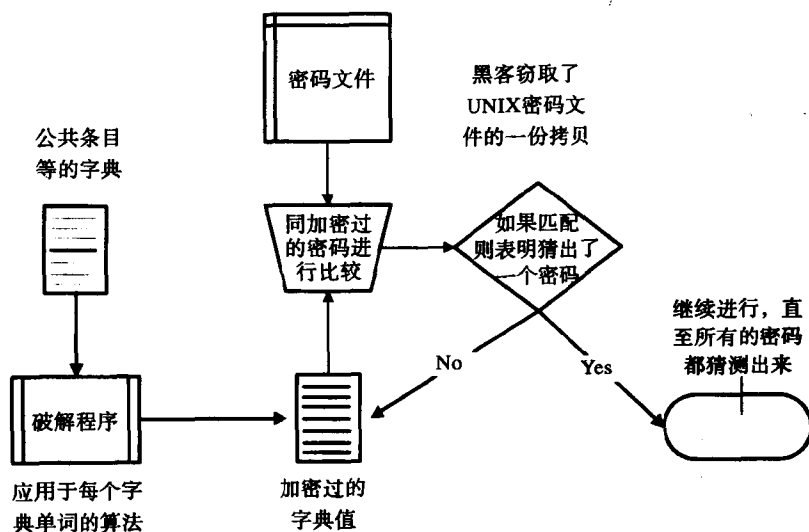 密码文件
黑客窃取了
UNIX密码文
件的一份拷贝
公共条目
等的字典
同加密过
的密码进
行比较
如果匹配
则表明猜出了
一个密码
继续进行，直
至所有的密码
都猜测出来
No
Yes
破解程序
应用于每个字
典单词的算法
加密过的
字典值